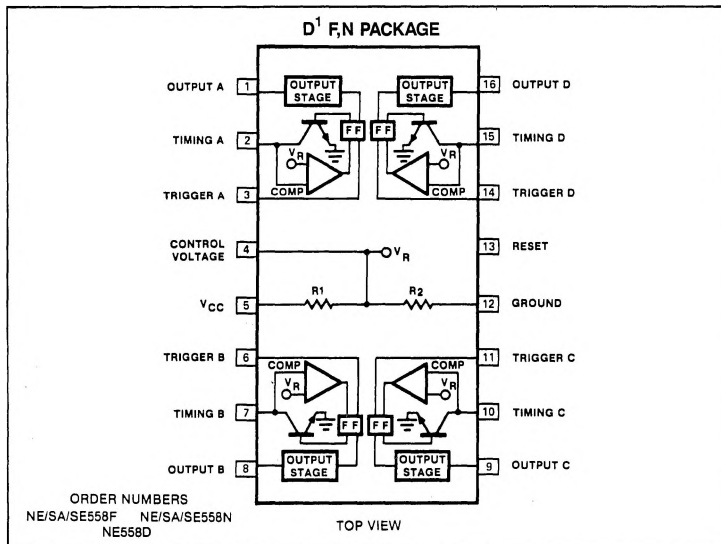 D¹ F,N PACKAGE
OUTPUT A 1 OUTPUT STAGE OUTPUT STAGE 16 OUTPUT D
TIMING A 2 FF FF 15 TIMING D
VR VR
COMP COMP
TRIGGER A 3 14 TRIGGER D
CONTROL VOLTAGE 4 VR 13 RESET
VCC 5 R1 R2 12 GROUND
TRIGGER B 6 11 TRIGGER C
COMP COMP
VR VR
TIMING B 7 FF FF 10 TIMING C
OUTPUT B 8 OUTPUT STAGE OUTPUT STAGE 9 OUTPUT C
ORDER NUMBERS
NE/SA/SE558F NE/SA/SE558N
NE558D
TOP VIEW